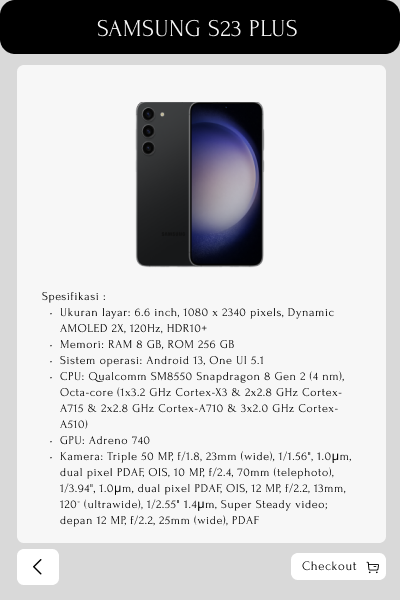 SAMSUNG S23 PLUS
Spesifikasi :
· Ukuran layar: 6.6 inch, 1080 x 2340 pixels, Dynamic
AMOLED 2X, 120Hz, HDR10+
· Memori: RAM 8 GB, ROM 256 GB
· Sistem operasi: Android 13, One UI 5.1
· CPU: Qualcomm SM8550 Snapdragon 8 Gen 2 (4 nm),
Octa-core (1x3.2 GHz Cortex-X3 & 2x2.8 GHz Cortex-
A715 & 2x2.8 GHz Cortex-A710 & 3x2.0 GHz Cortex-
A510)
· GPU: Adreno 740
· Kamera: Triple 50 MP, f/1.8, 23mm (wide), 1/1.56", 1.0µm,
dual pixel PDAF, OIS, 10 MP, f/2.4, 70mm (telephoto),
1/3.94", 1.0µm, dual pixel PDAF, OIS, 12 MP, f/2.2, 13mm,
120˚ (ultrawide), 1/2.55" 1.4µm, Super Steady video;
depan 12 MP, f/2.2, 25mm (wide), PDAF
Checkout